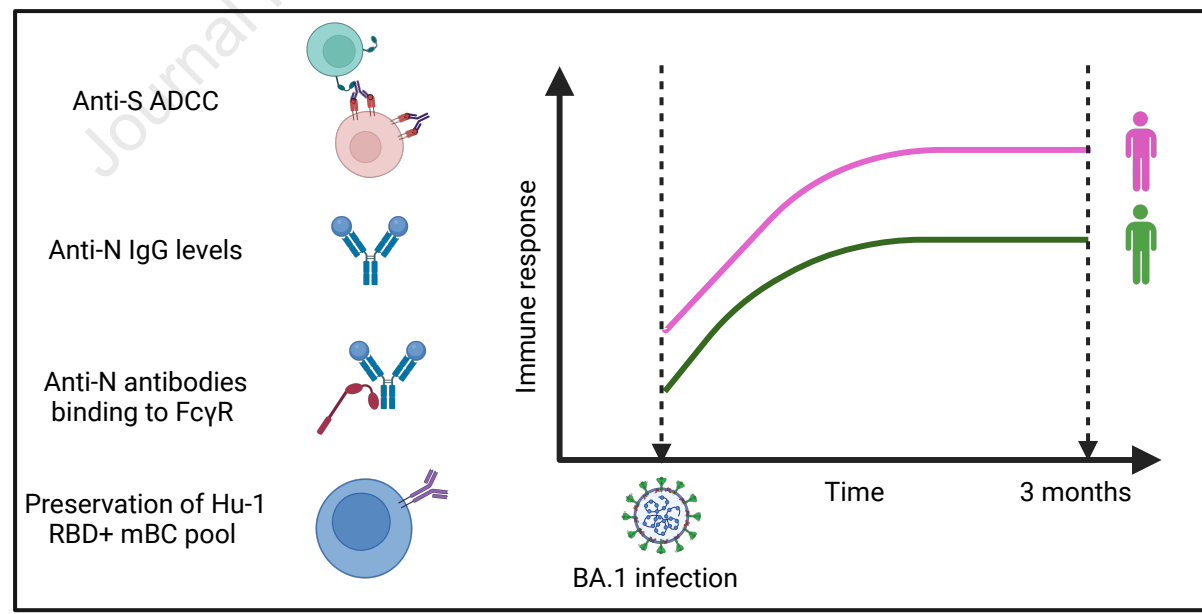 Journal
Anti-S ADCC
Anti-N IgG levels
Anti-N antibodies
binding to FcγR
Preservation of Hu-1
RBD+ mBC pool
Immune response
Time
3 months
BA.1 infection